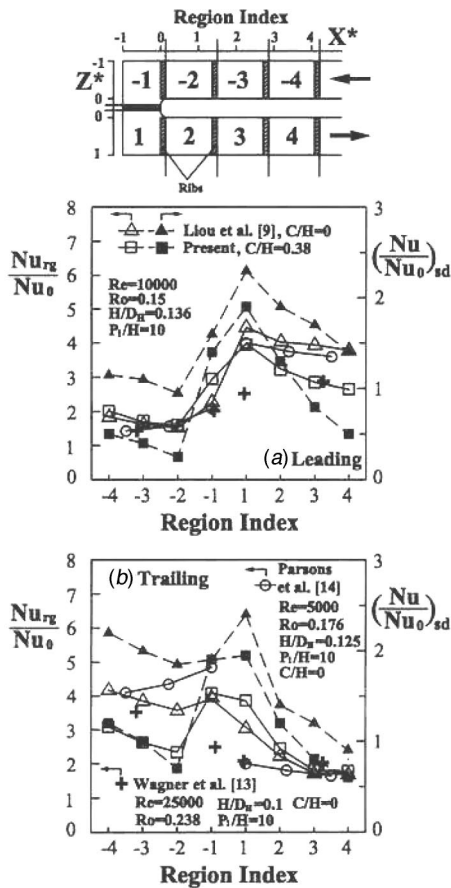 Region Index
-1 0 1 2 3 4 X*
-1 0 Z* 0 1
-1 -2 -3 -4
1 2 3 4
Ribs
8 7 6 5 4 3 2 1 0
Nu_rg/Nu_0
Liou et al. [9], C/H=0
Present, C/H=0.38
Re=10000
Ro=0.15
H/D_H=0.136
P_i/H=10
3 2 1 0
(Nu/Nu_0)_sd
(a) Leading
-4 -3 -2 -1 1 2 3 4
Region Index
8 7 6 5 4 3 2 1 0
Nu_rg/Nu_0
(b) Trailing
Parsons
et al. [14]
Re=5000
Ro=0.176
H/D_H=0.125
P_i/H=10
C/H=0
3 2 1 0
(Nu/Nu_0)_sd
Wagner et al. [13]
Re=25000 H/D_H=0.1 C/H=0
Ro=0.238 P_i/H=10
-4 -3 -2 -1 1 2 3 4
Region Index